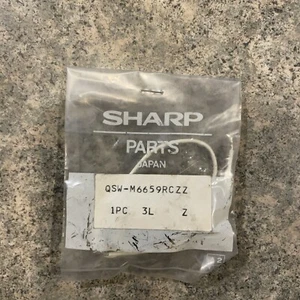 SHARP
PARTS
JAPAN
QSW-M6659RCZZ
1PC 3L Z